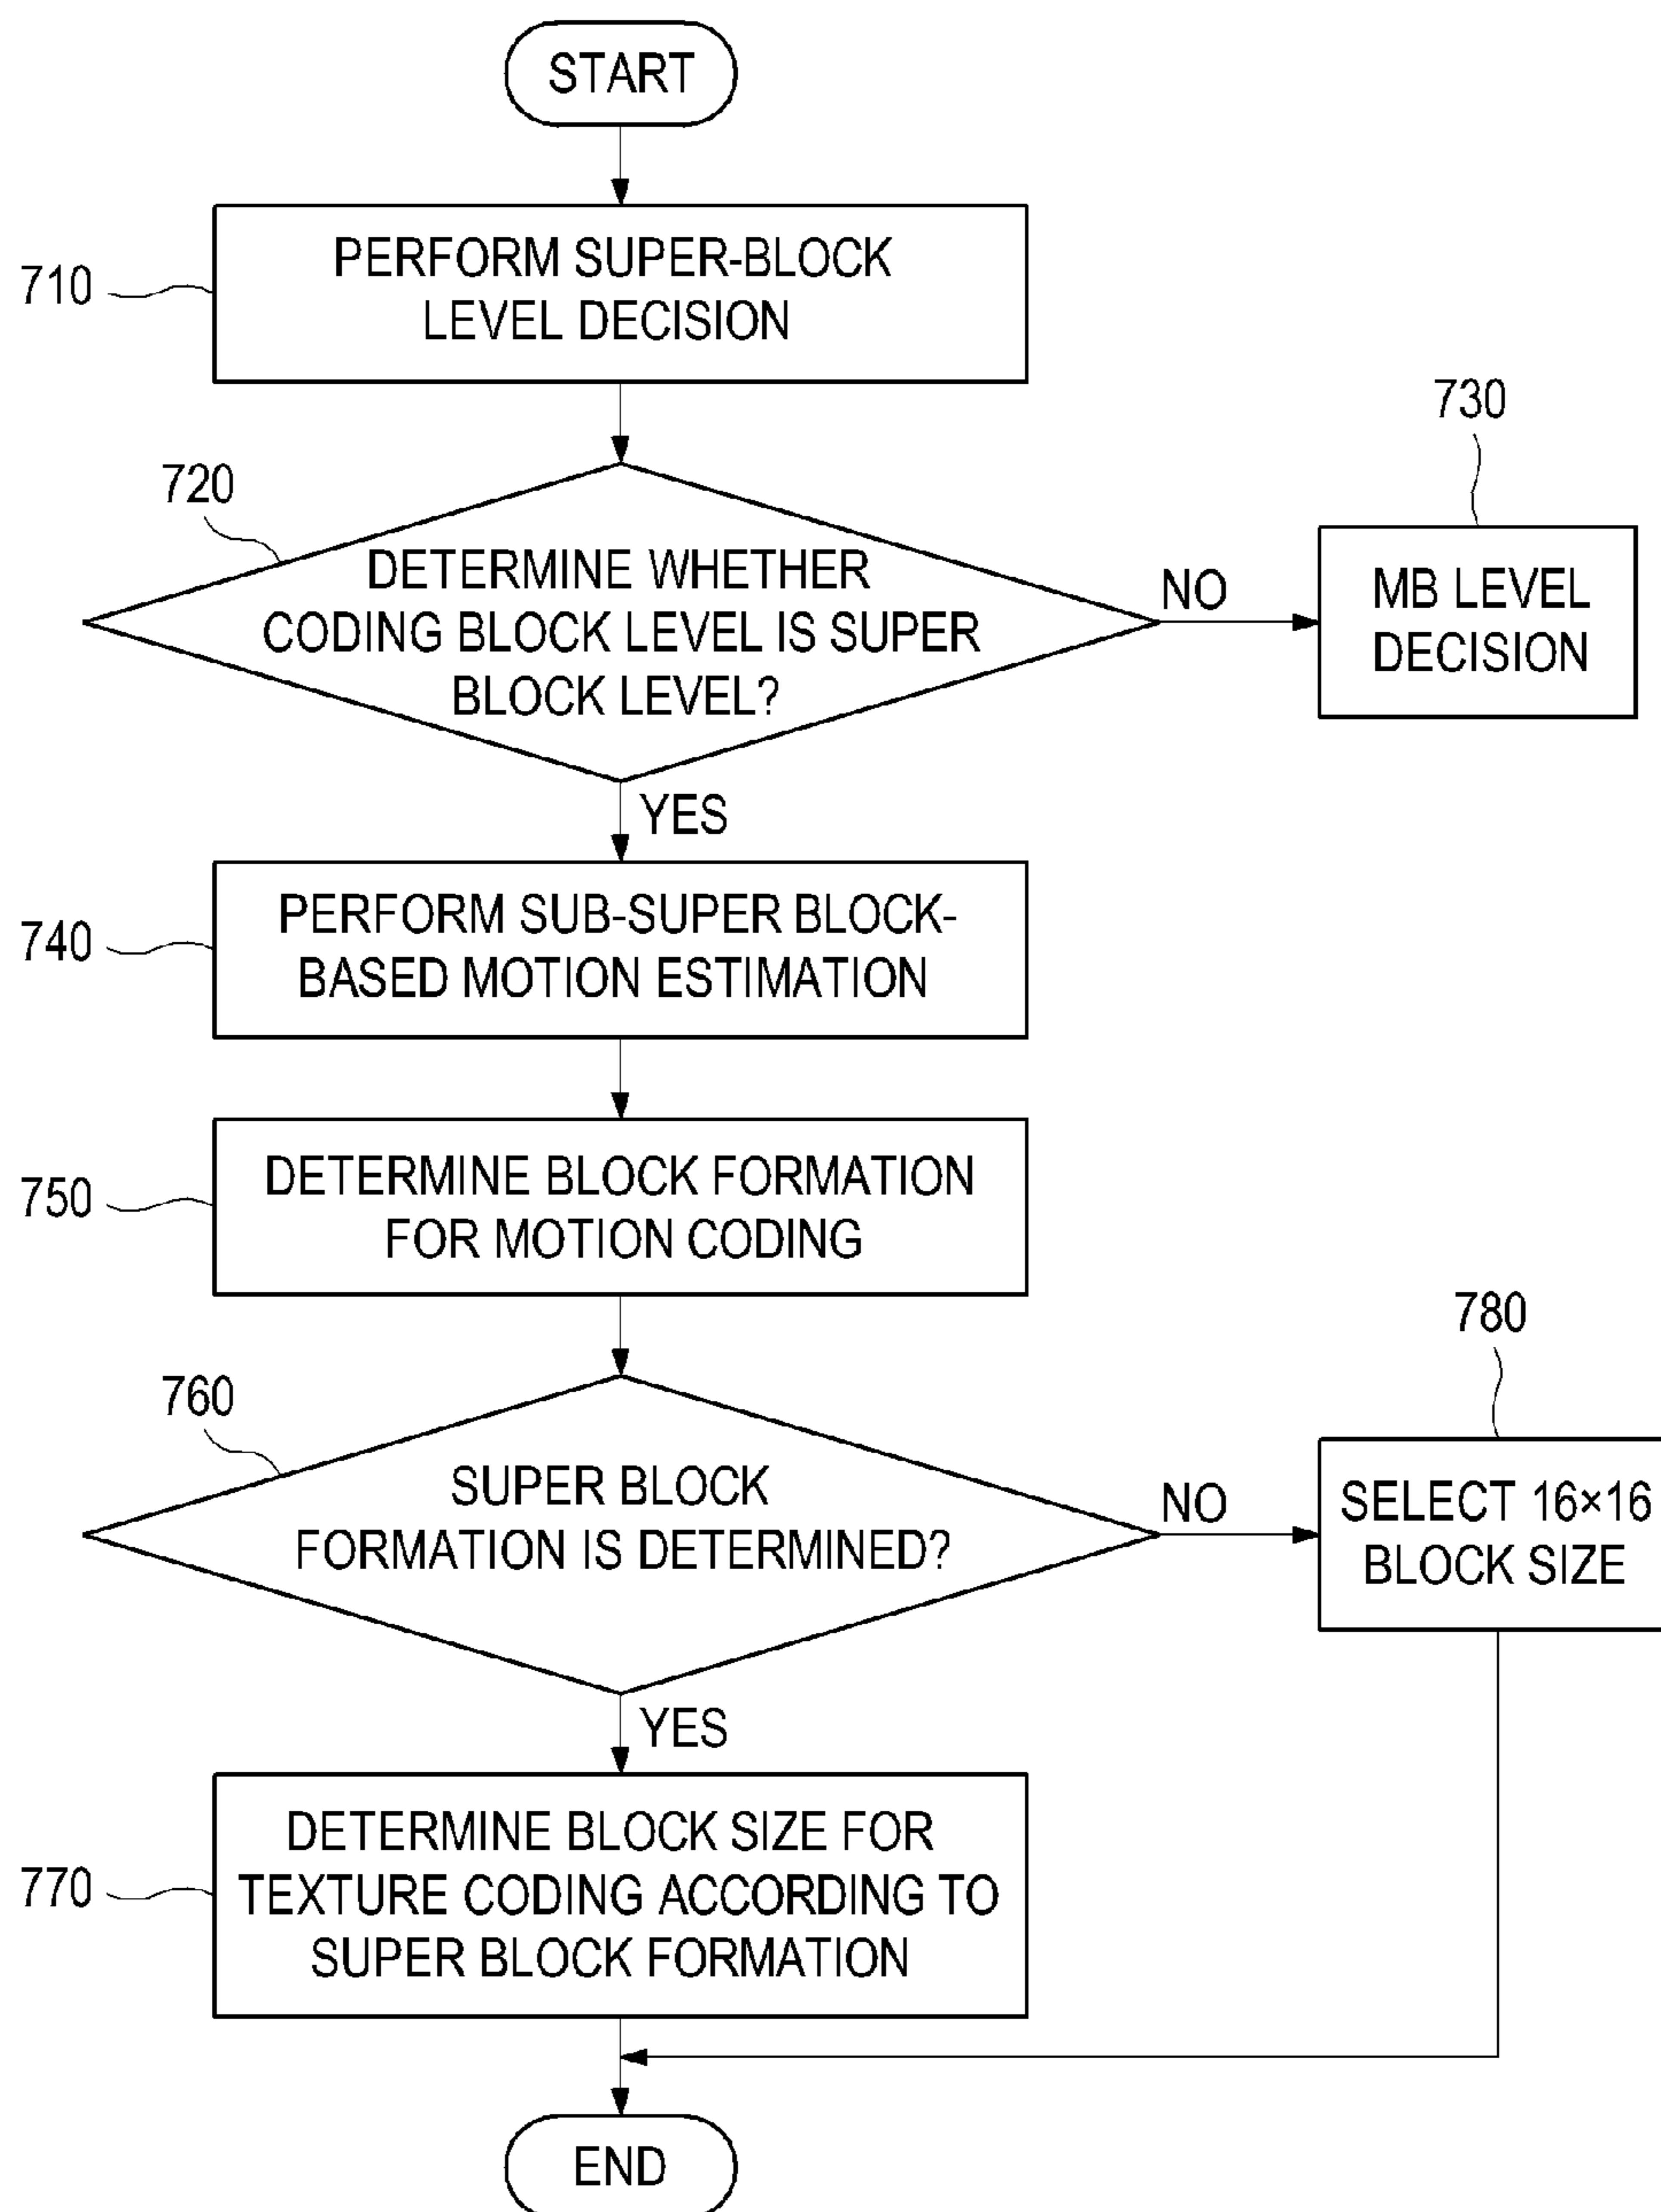 START
710
PERFORM SUPER-BLOCK
LEVEL DECISION
720
DETERMINE WHETHER
CODING BLOCK LEVEL IS SUPER
BLOCK LEVEL?
NO
730
MB LEVEL
DECISION
YES
740
PERFORM SUB-SUPER BLOCK-
BASED MOTION ESTIMATION
750
DETERMINE BLOCK FORMATION
FOR MOTION CODING
760
SUPER BLOCK
FORMATION IS DETERMINED?
NO
780
SELECT 16×16
BLOCK SIZE
YES
770
DETERMINE BLOCK SIZE FOR
TEXTURE CODING ACCORDING TO
SUPER BLOCK FORMATION
END